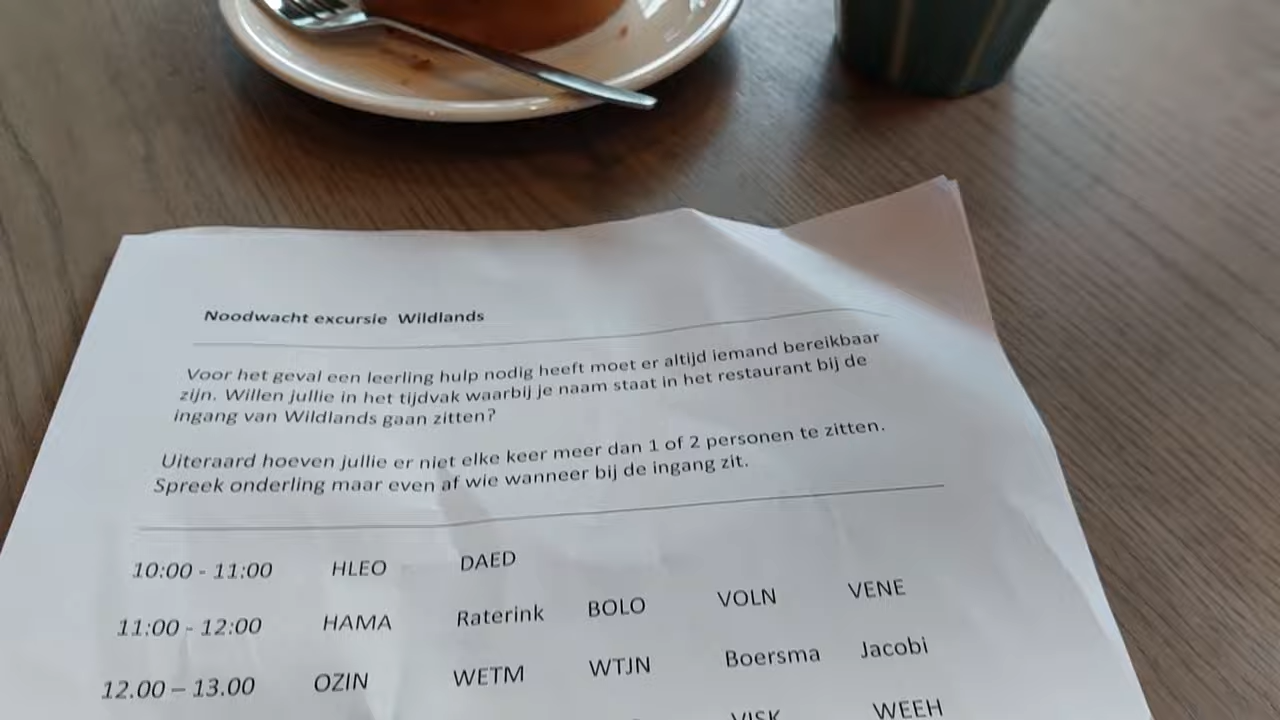 Noodwacht excursie Wildlands
Voor het geval een leerling hulp nodig heeft moet er altijd iemand bereikbaar
zijn. Willen jullie in het tijdvak waarbij je naam staat in het restaurant bij de
ingang van Wildlands gaan zitten?
Uiteraard hoeven jullie er niet elke keer meer dan 1 of 2 personen te zitten.
Spreek onderling maar even af wie wanneer bij de ingang zit.
10:00 - 11:00 HLEO DAED
11:00 - 12:00 HAMA Raterink BOLO VOLN VENE
12.00 – 13.00 OZIN WETM WTJN Boersma Jacobi
VISK WEEH